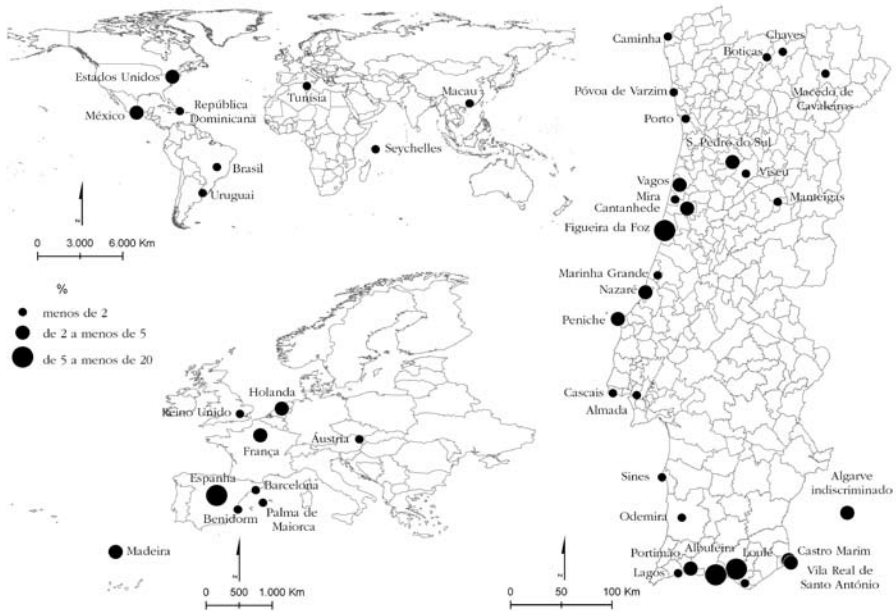 Estados Unidos
México
República
Dominicana
Brasil
Uruguai
Tunísia
Macau
Seychelles
N
0 3.000 6.000 Km
%
menos de 2
de 2 a menos de 5
de 5 a menos de 20
Holanda
Reino Unido
França
Áustria
Espanha
Barcelona
Benidorm
Palma de
Maiorca
Madeira
N
0 500 1.000 Km
Caminha
Chaves
Botiças
Póvoa de Varzim
Macedo de
Cavaleiros
Porto
S. Pedro do Sul
Viseu
Vagos
Mira
Cantanhede
Manteigas
Figueira da Foz
Marinha Grande
Nazaré
Peniche
Cascais
Almada
Sines
Algarve
indiscriminado
Odemira
Portimão
Albufeira
Loulé
Castro Marim
Lagos
Vila Real de
Santo António
N
0 50 100 Km